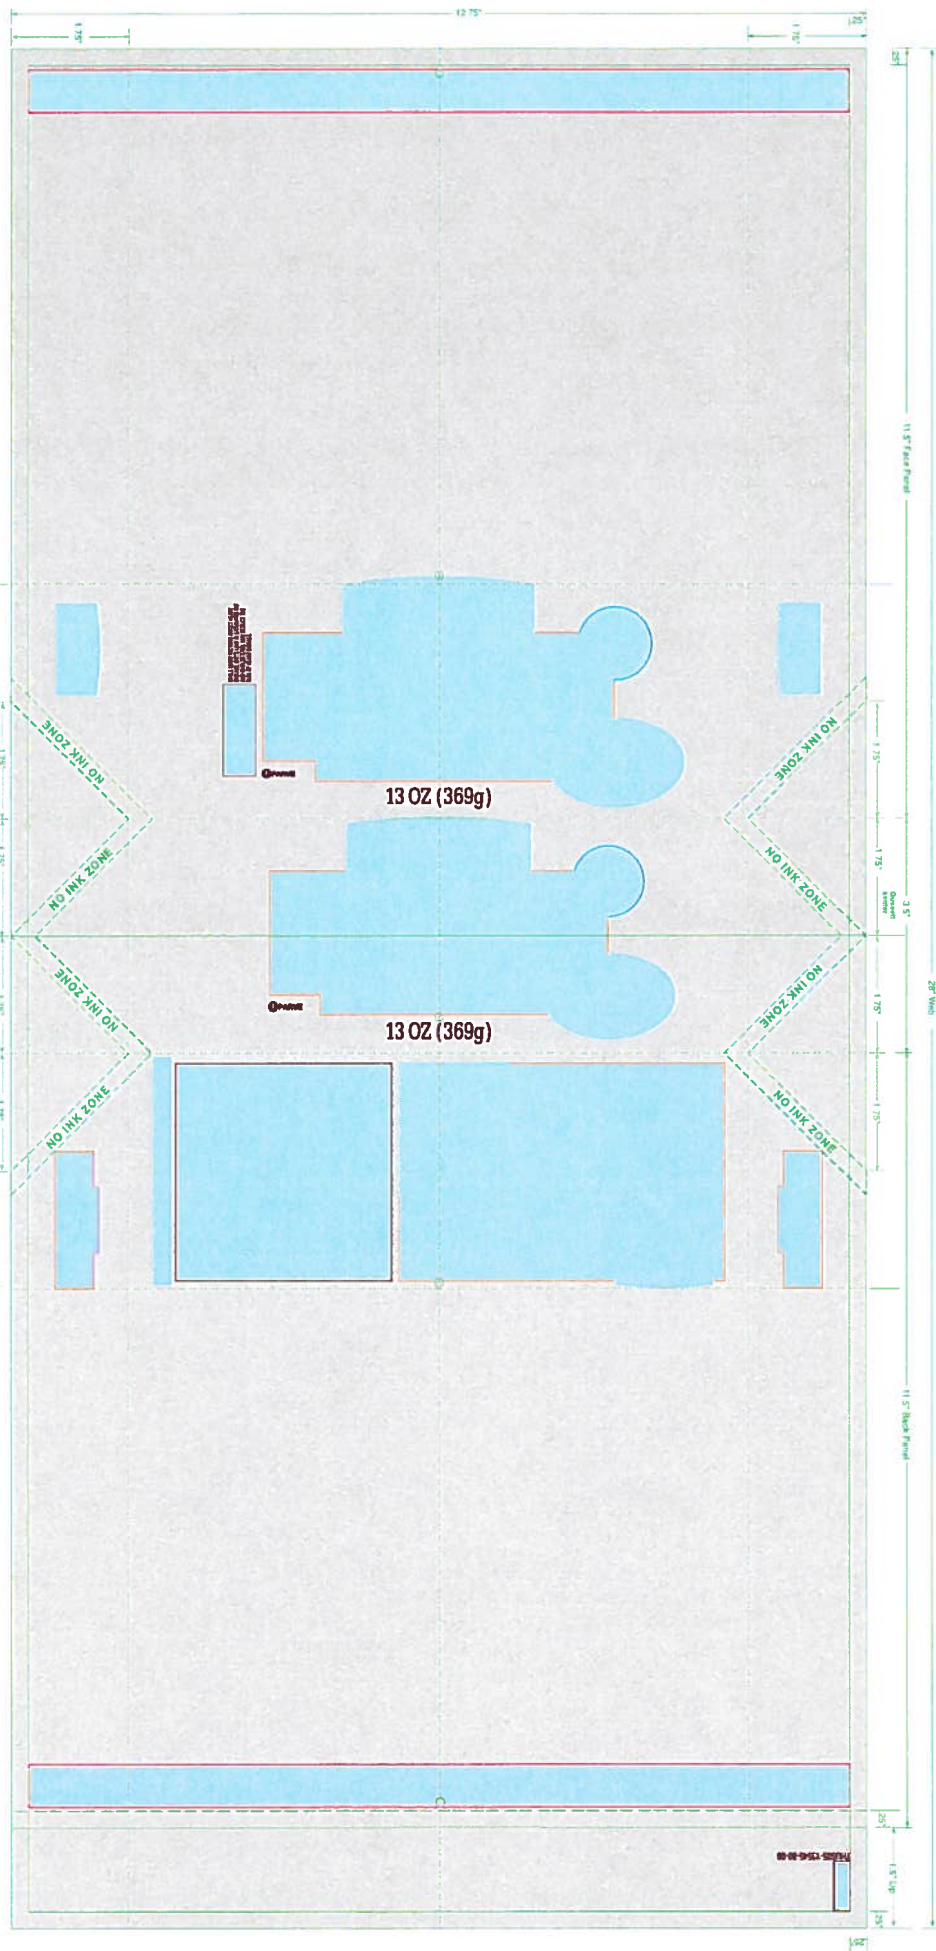 12 75"
1 75"
1 75"
25"
11 5" Face Panel
NO INK ZONE
NO INK ZONE
1 75"
PARVE
13 OZ (369g)
NO INK ZONE
NO INK ZONE
1 75"
3 5"
28" Web
NO INK ZONE
NO INK ZONE
1 75"
PARVE
13 OZ (369g)
NO INK ZONE
NO INK ZONE
1 75"
11 5" Back Panel
25"
1 5" Lip
25"